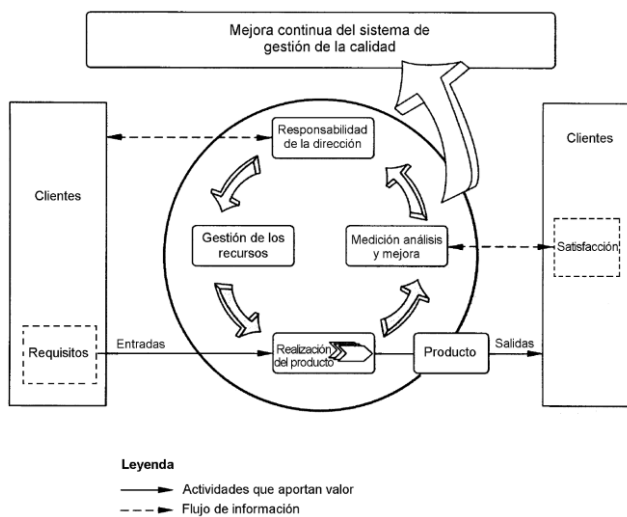 Mejora continua del sistema de
gestión de la calidad
Responsabilidad
de la dirección
Clientes
Clientes
Gestión de los
recursos
Medición análisis
y mejora
Satisfacción
Requisitos
Entradas
Realización
del producto
Producto
Salidas
Leyenda
Actividades que aportan valor
Flujo de información